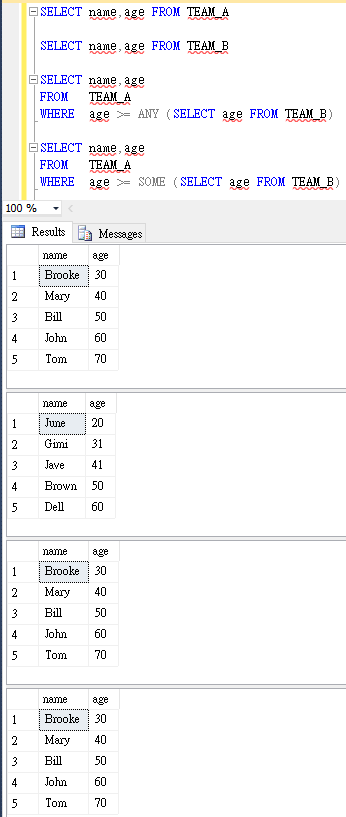 SELECT name,age FROM TEAM_A
SELECT name,age FROM TEAM_B
SELECT name,age
FROM TEAM_A
WHERE age >= ANY (SELECT age FROM TEAM_B)
SELECT name,age
FROM TEAM_A
WHERE age >= SOME (SELECT age FROM TEAM_B)
100 %
Results Messages
name age
1 Brooke 30
2 Mary 40
3 Bill 50
4 John 60
5 Tom 70
name age
1 June 20
2 Gimi 31
3 Jave 41
4 Brown 50
5 Dell 60
name age
1 Brooke 30
2 Mary 40
3 Bill 50
4 John 60
5 Tom 70
name age
1 Brooke 30
2 Mary 40
3 Bill 50
4 John 60
5 Tom 70